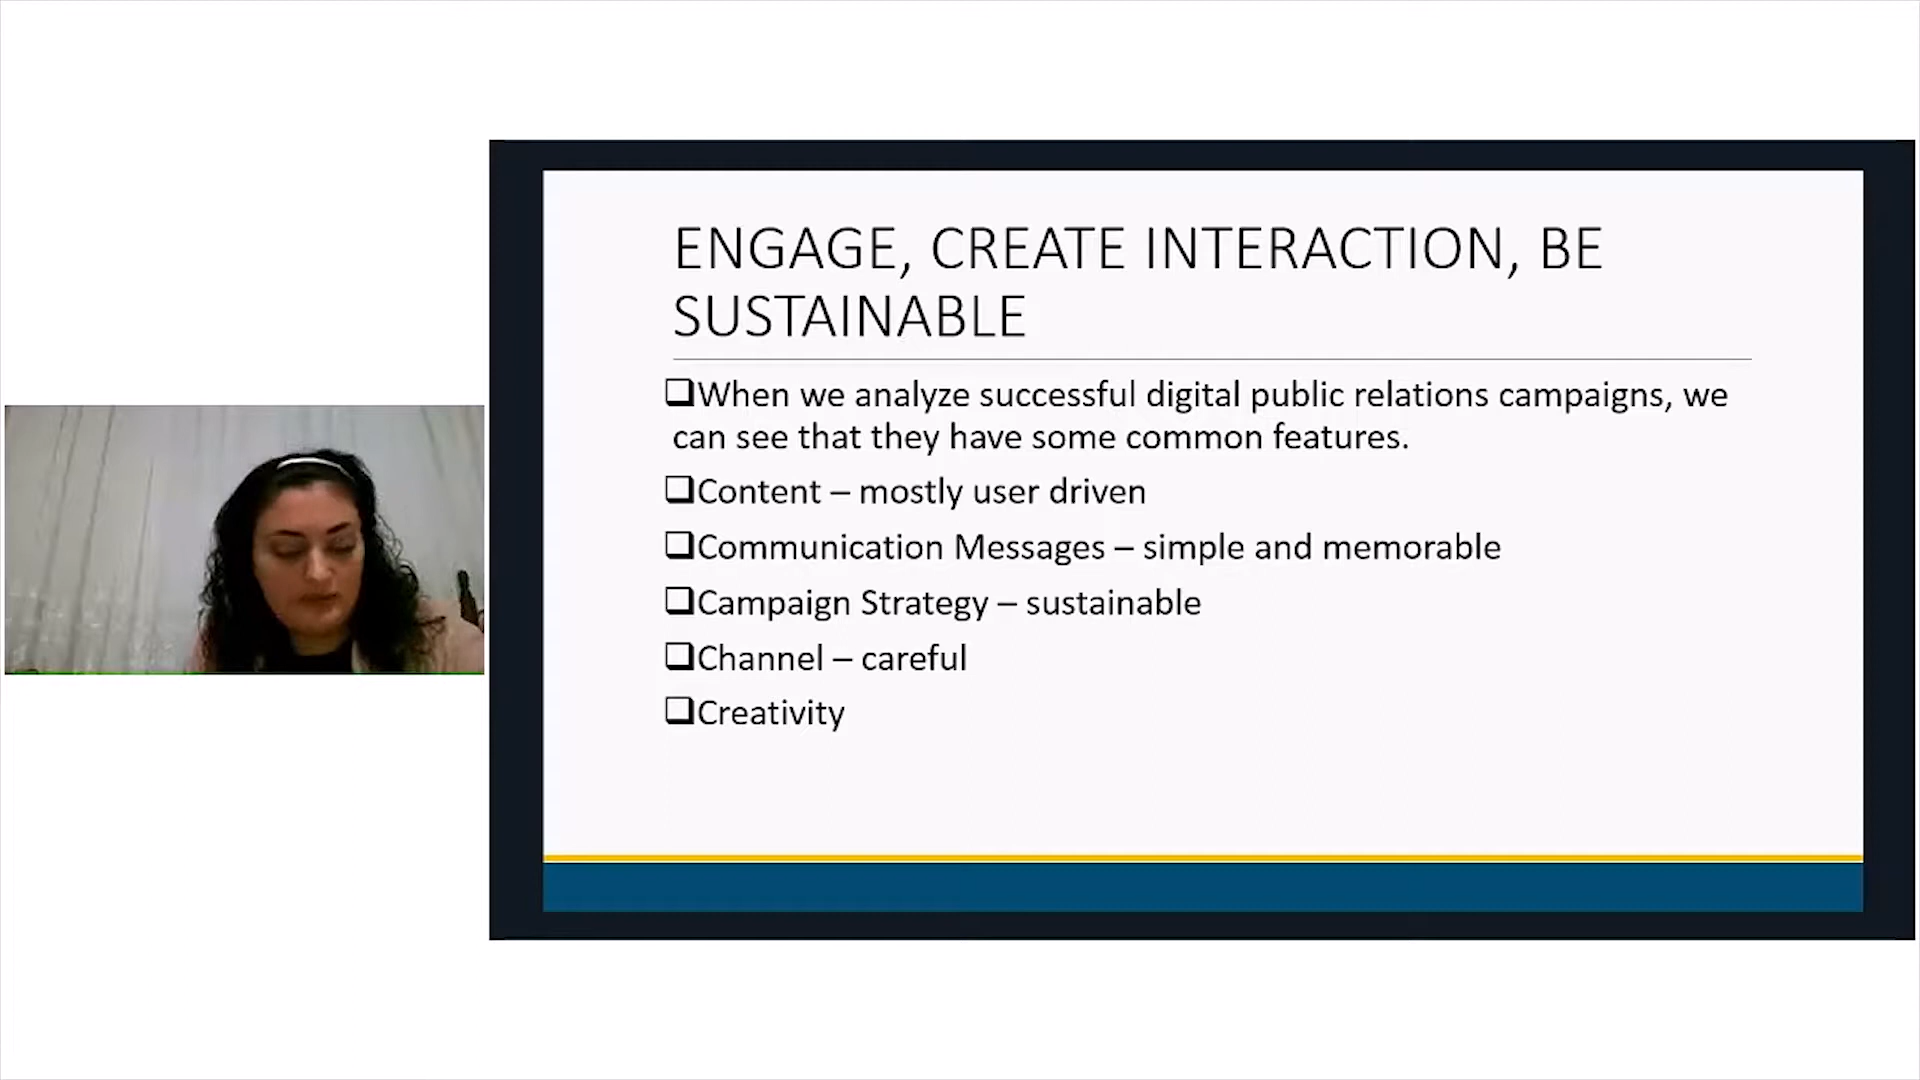 ENGAGE, CREATE INTERACTION, BE
SUSTAINABLE
❑When we analyze successful digital public relations campaigns, we
can see that they have some common features.
❑Content – mostly user driven
❑Communication Messages – simple and memorable
❑Campaign Strategy – sustainable
❑Channel – careful
❑Creativity